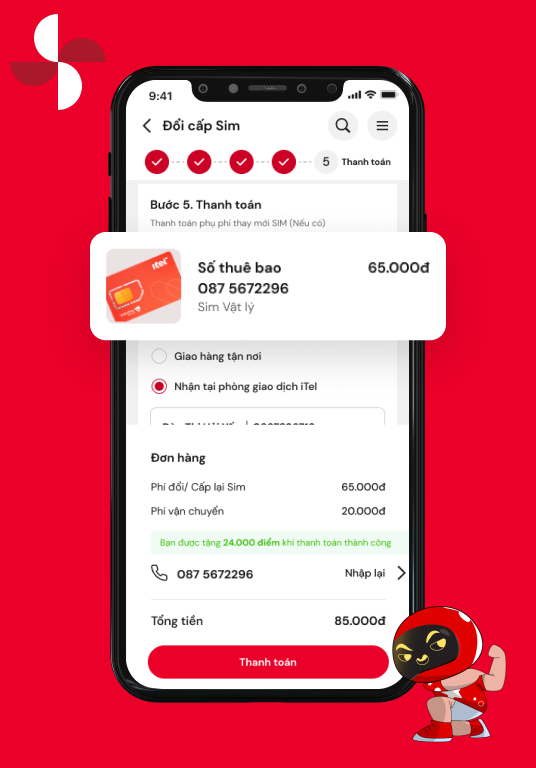 9:41
Đổi cấp Sim
5 Thanh toán
Bước 5. Thanh toán
Thanh toán phụ phí thay mới SIM (Nếu có)
itel
Số thuê bao 65.000đ
087 5672296
Sim Vật lý
Giao hàng tận nơi
Nhận tại phòng giao dịch iTel
Đơn hàng
Phí đổi/ Cấp lại Sim 65.000đ
Phí vận chuyển 20.000đ
Bạn được tặng 24.000 điểm khi thanh toán thành công
087 5672296 Nhập lại
Tổng tiền 85.000đ
Thanh toán